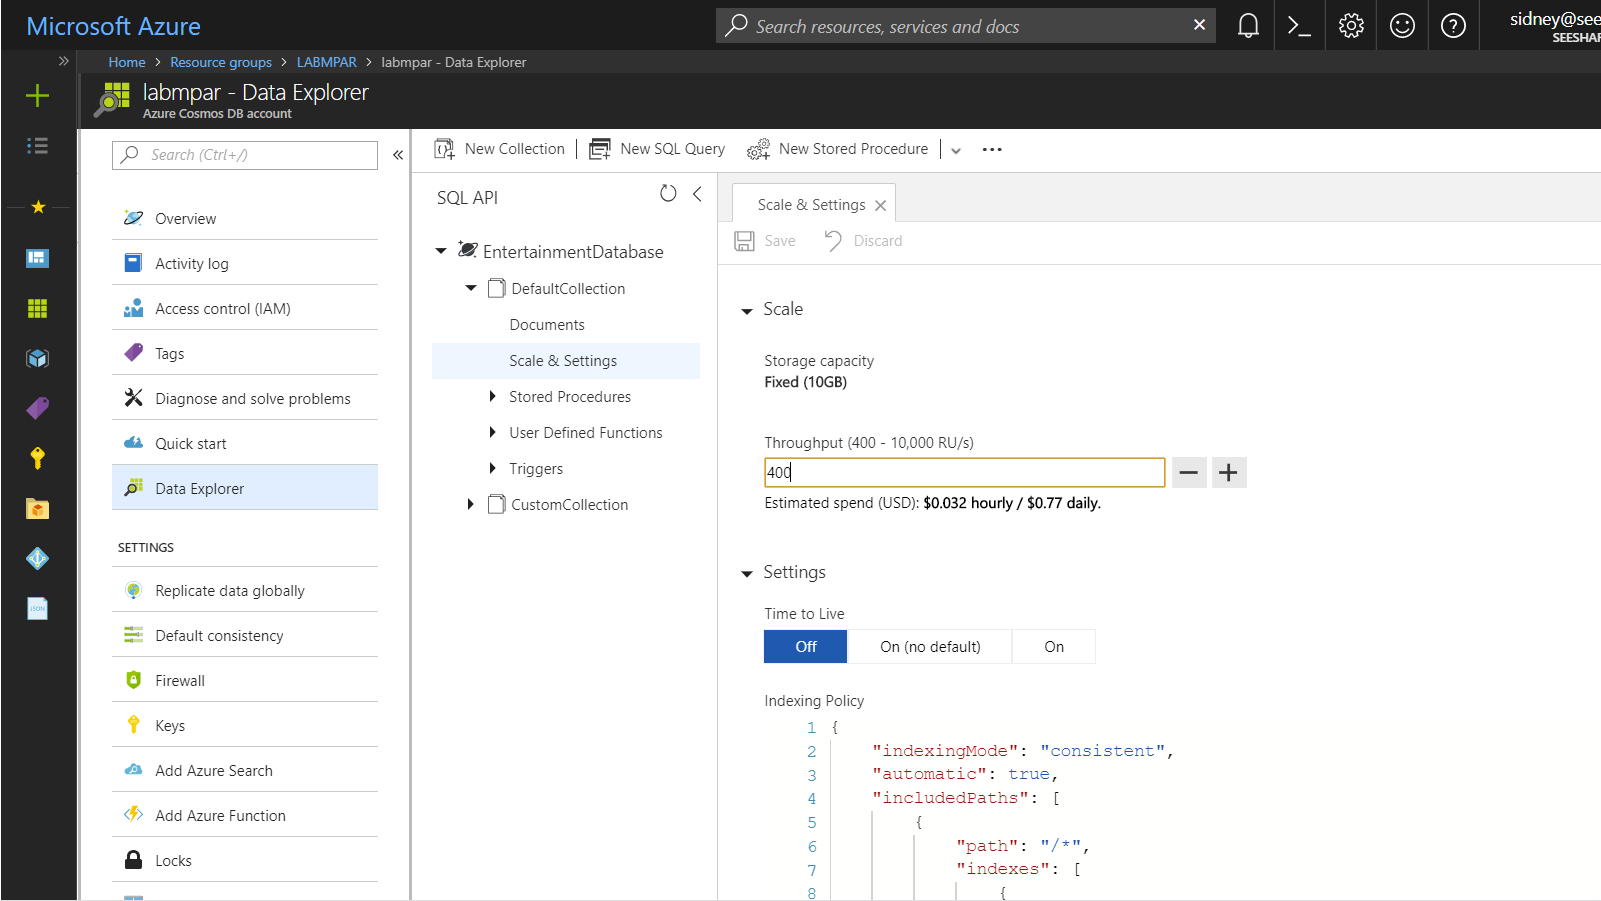 Microsoft Azure
Search resources, services and docs
sidney@see
SEESHAR
Home > Resource groups > LABMPAR > labmpar - Data Explorer
labmpar - Data Explorer
Azure Cosmos DB account
Search (Ctrl+/)
Overview
Activity log
Access control (IAM)
Tags
Diagnose and solve problems
Quick start
Data Explorer
SETTINGS
Replicate data globally
Default consistency
Firewall
Keys
Add Azure Search
Add Azure Function
Locks
New Collection
New SQL Query
New Stored Procedure
SQL API
EntertainmentDatabase
DefaultCollection
Documents
Scale & Settings
Stored Procedures
User Defined Functions
Triggers
CustomCollection
Scale & Settings
Save
Discard
Scale
Storage capacity
Fixed (10GB)
Throughput (400 - 10,000 RU/s)
400
Estimated spend (USD): $0.032 hourly / $0.77 daily.
Settings
Time to Live
Off
On (no default)
On
Indexing Policy
1 {
2 "indexingMode": "consistent",
3 "automatic": true,
4 "includedPaths": [
5 {
6 "path": "/*",
7 "indexes": [
8 {